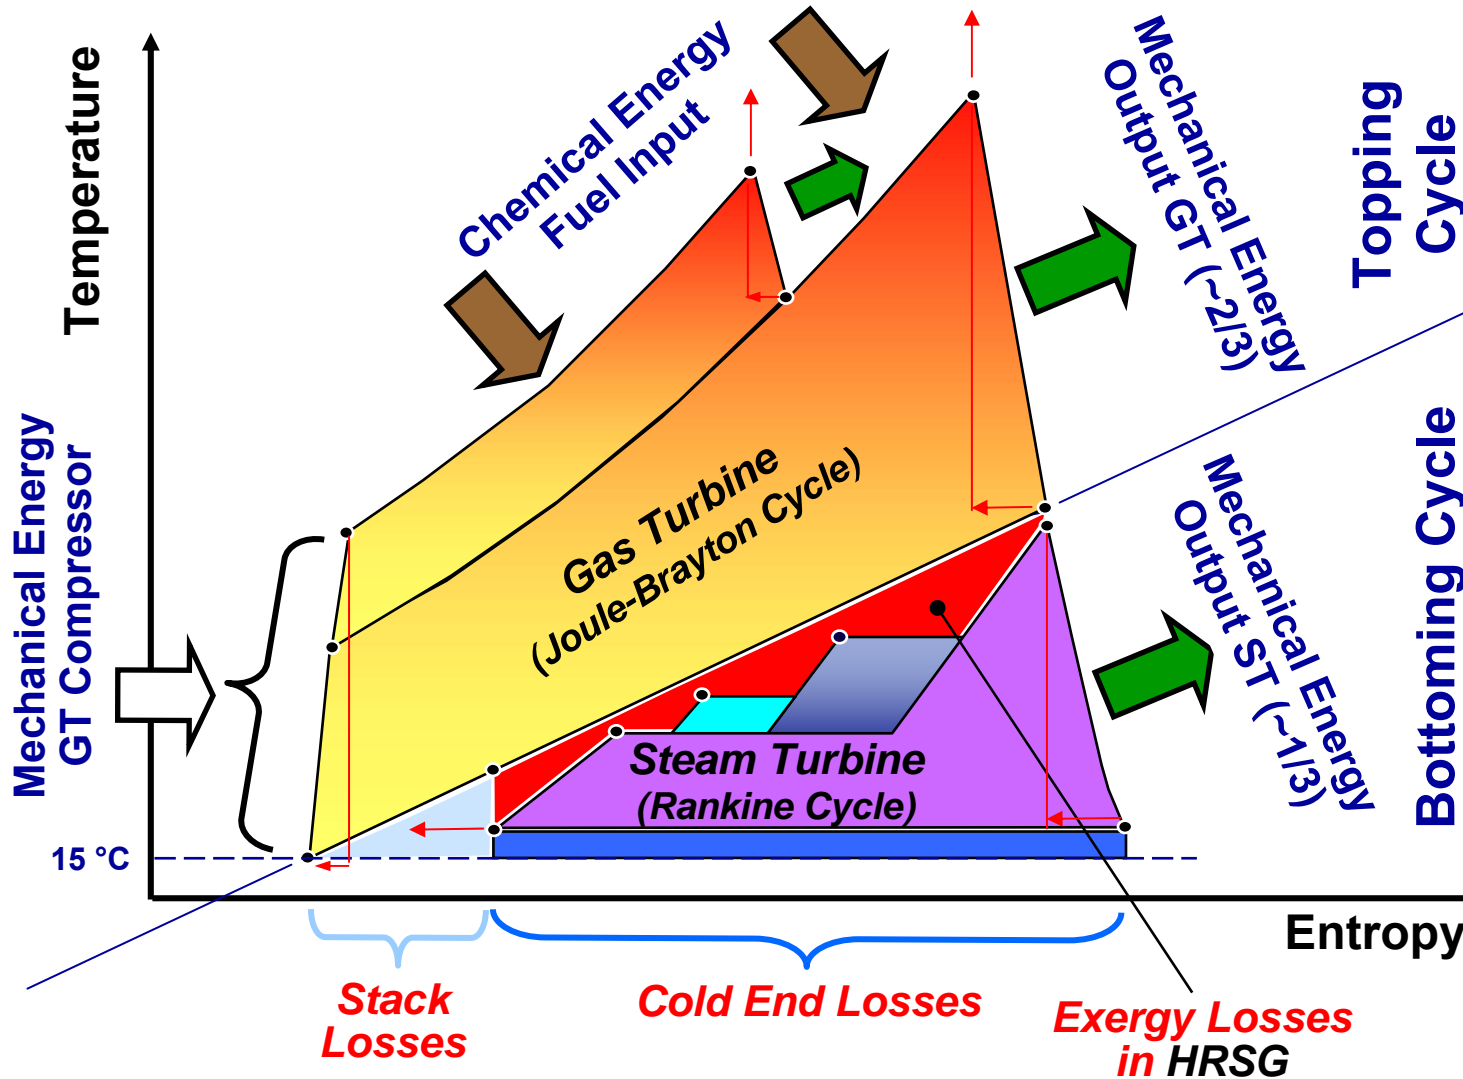 Temperature
Chemical Energy
Fuel Input
Mechanical Energy
Output GT (~2/3)
Topping
Cycle
Mechanical Energy
GT Compressor
Gas Turbine
(Joule-Brayton Cycle)
Mechanical Energy
Output ST (~1/3)
Bottoming Cycle
Steam Turbine
(Rankine Cycle)
15 °C
Entropy
Stack
Losses
Cold End Losses
Exergy Losses
in HRSG